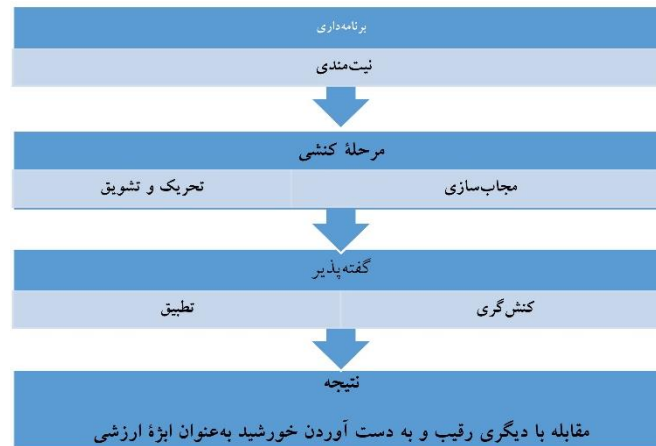 برنامه‌داری
نیت‌مندی
مرحلهٔ کنشی
مجاب‌سازی
تحریک و تشویق
گفته‌پذیر
کنش‌گری
تطبیق
نتیجه
مقابله با دیگری رقیب و به دست آوردن خورشید به‌عنوان ابژهٔ ارزشی